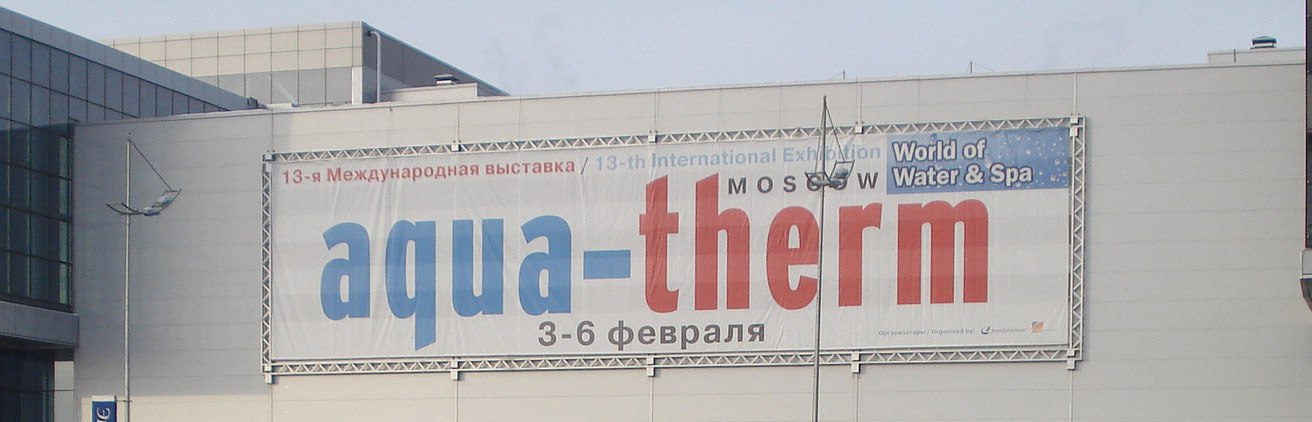 13-я Международная выставка / 13-th International Exhibition
MOSCOW
World of
Water & Spa
aqua-therm
3-6 февраля
Организаторы / Organized by: